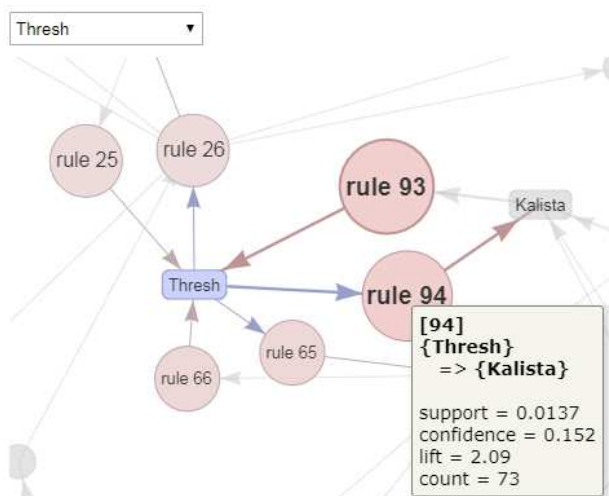 Thresh
rule 26
rule 25
rule 93
Kalista
Thresh
rule 94
rule 65
rule 66
[94]
{Thresh}
=> {Kalista}
support = 0.0137
confidence = 0.152
lift = 2.09
count = 73